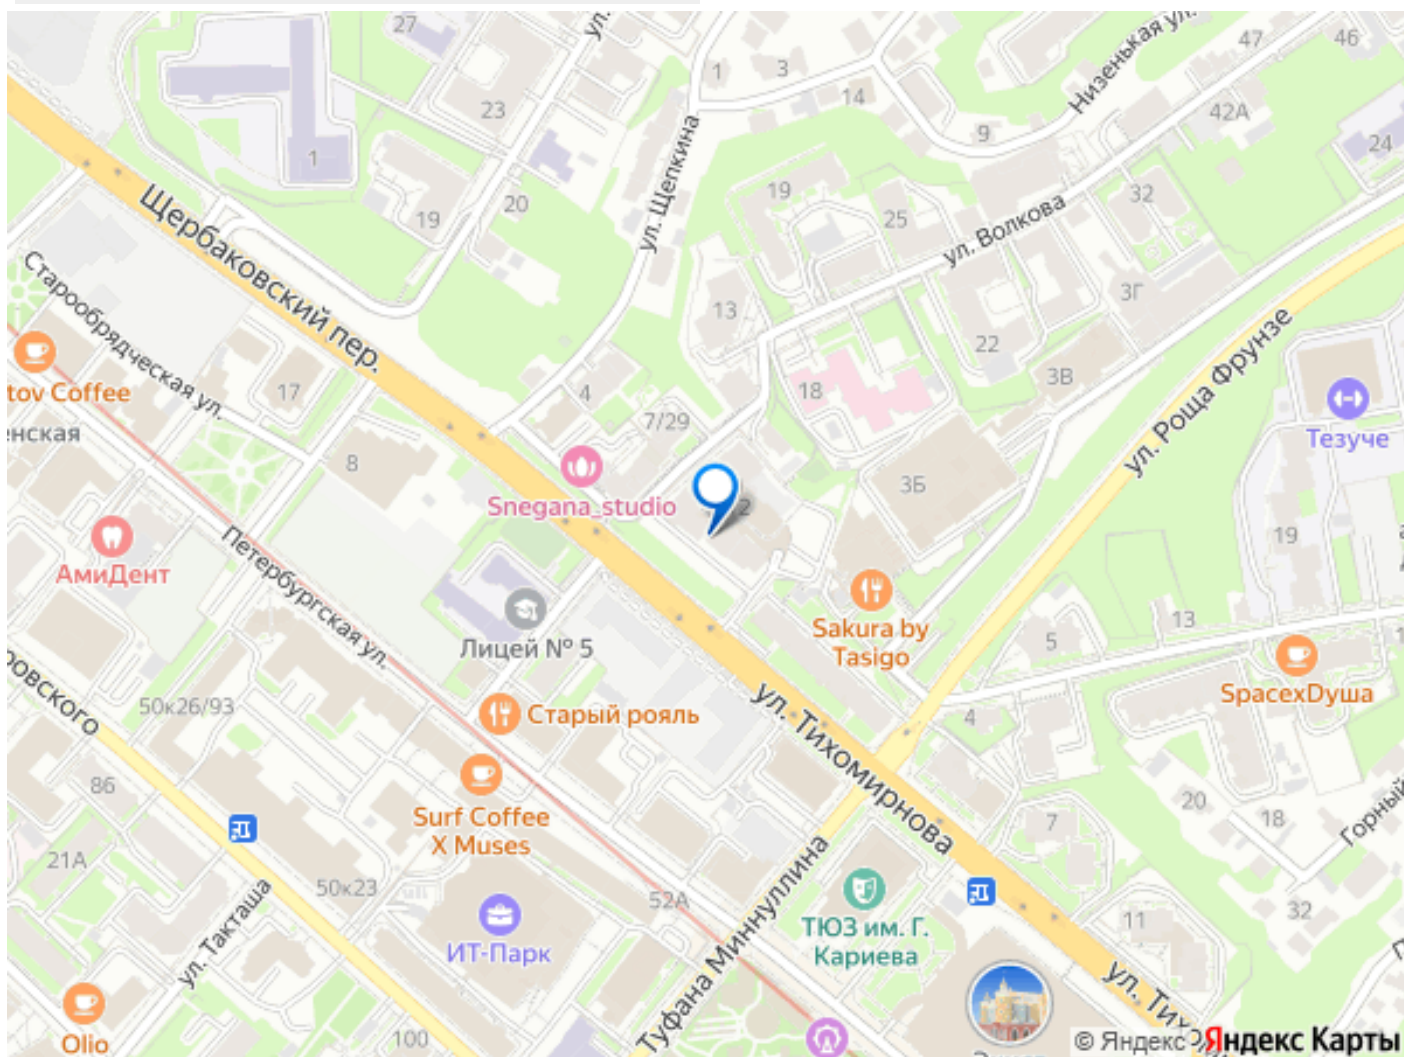 27
ул.
Низенькая ул.
47
46
1
3
14
23
42А
9
24
1
ул. Щепкина
19
32
20
19
25
ул. Волкова
Щербаковский пер.
Старообрядческая ул.
13
3Г
22
ул. Роща Фрунзе
tov Coffee
17
4
18
3В
7/29
Тезуче
нская
8
3Б
Snegana_studio
2
19
АмиДент
Петербургская ул.
Лицей № 5
Sakura by
Tasigo
5
13
SpacexDуша
ровского
50к26/93
Старый рояль
ул. Тихомирнова
4
86
Surf Coffee
X Muses
20
18
7
Горный
21А
50к23
52А
Туфана Миннуллина
ул. Такташа
ИТ-Парк
ТЮЗ им. Г.
Кариева
11
32
ул. Тихо
Olio
100
© Яндекс
Яндекс Карты